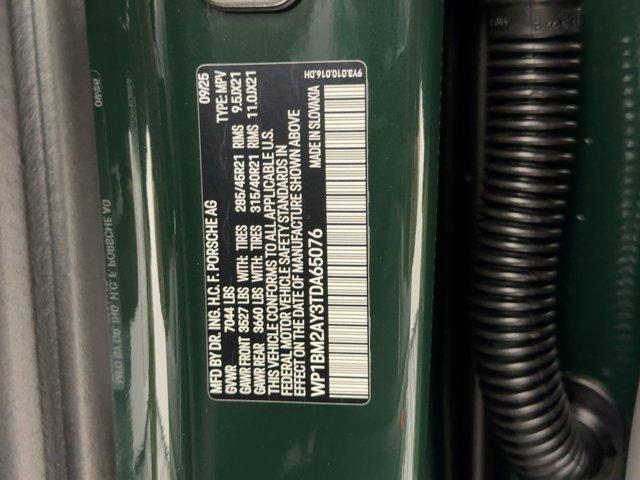 MFD BY DR. ING. H.C. F. PORSCHE AG 09/25
GVWR 7044 LBS TYPE: MPV
GAWR FRONT 3627 LBS WITH: TIRES 285/45R21 RIMS 9.5JX21
GAWR REAR 3660 LBS WITH: TIRES 315/40R21 RIMS 11.0JX21
THIS VEHICLE CONFORMS TO ALL APPLICABLE U.S.
FEDERAL MOTOR VEHICLE SAFETY STANDARDS IN
EFFECT ON THE DATE OF MANUFACTURE SHOWN ABOVE
WP1BM2AY3TDA65076 MADE IN SLOVAKIA
9Y3.010.016.DH